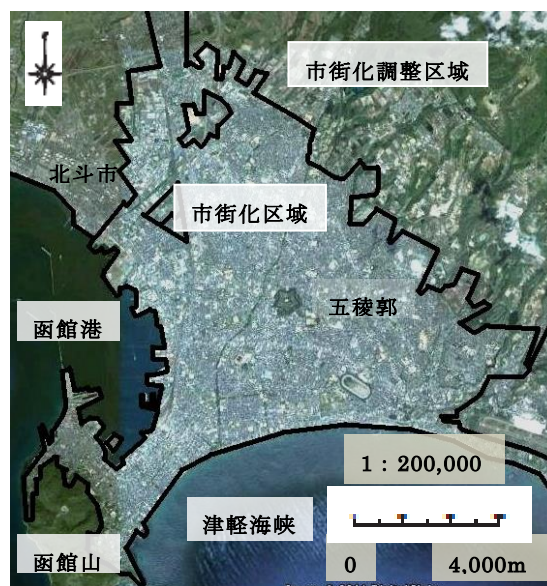 市街化調整区域
北斗市
市街化区域
五稜郭
函館港
1：200,000
津軽海峡
函館山
0 4,000m